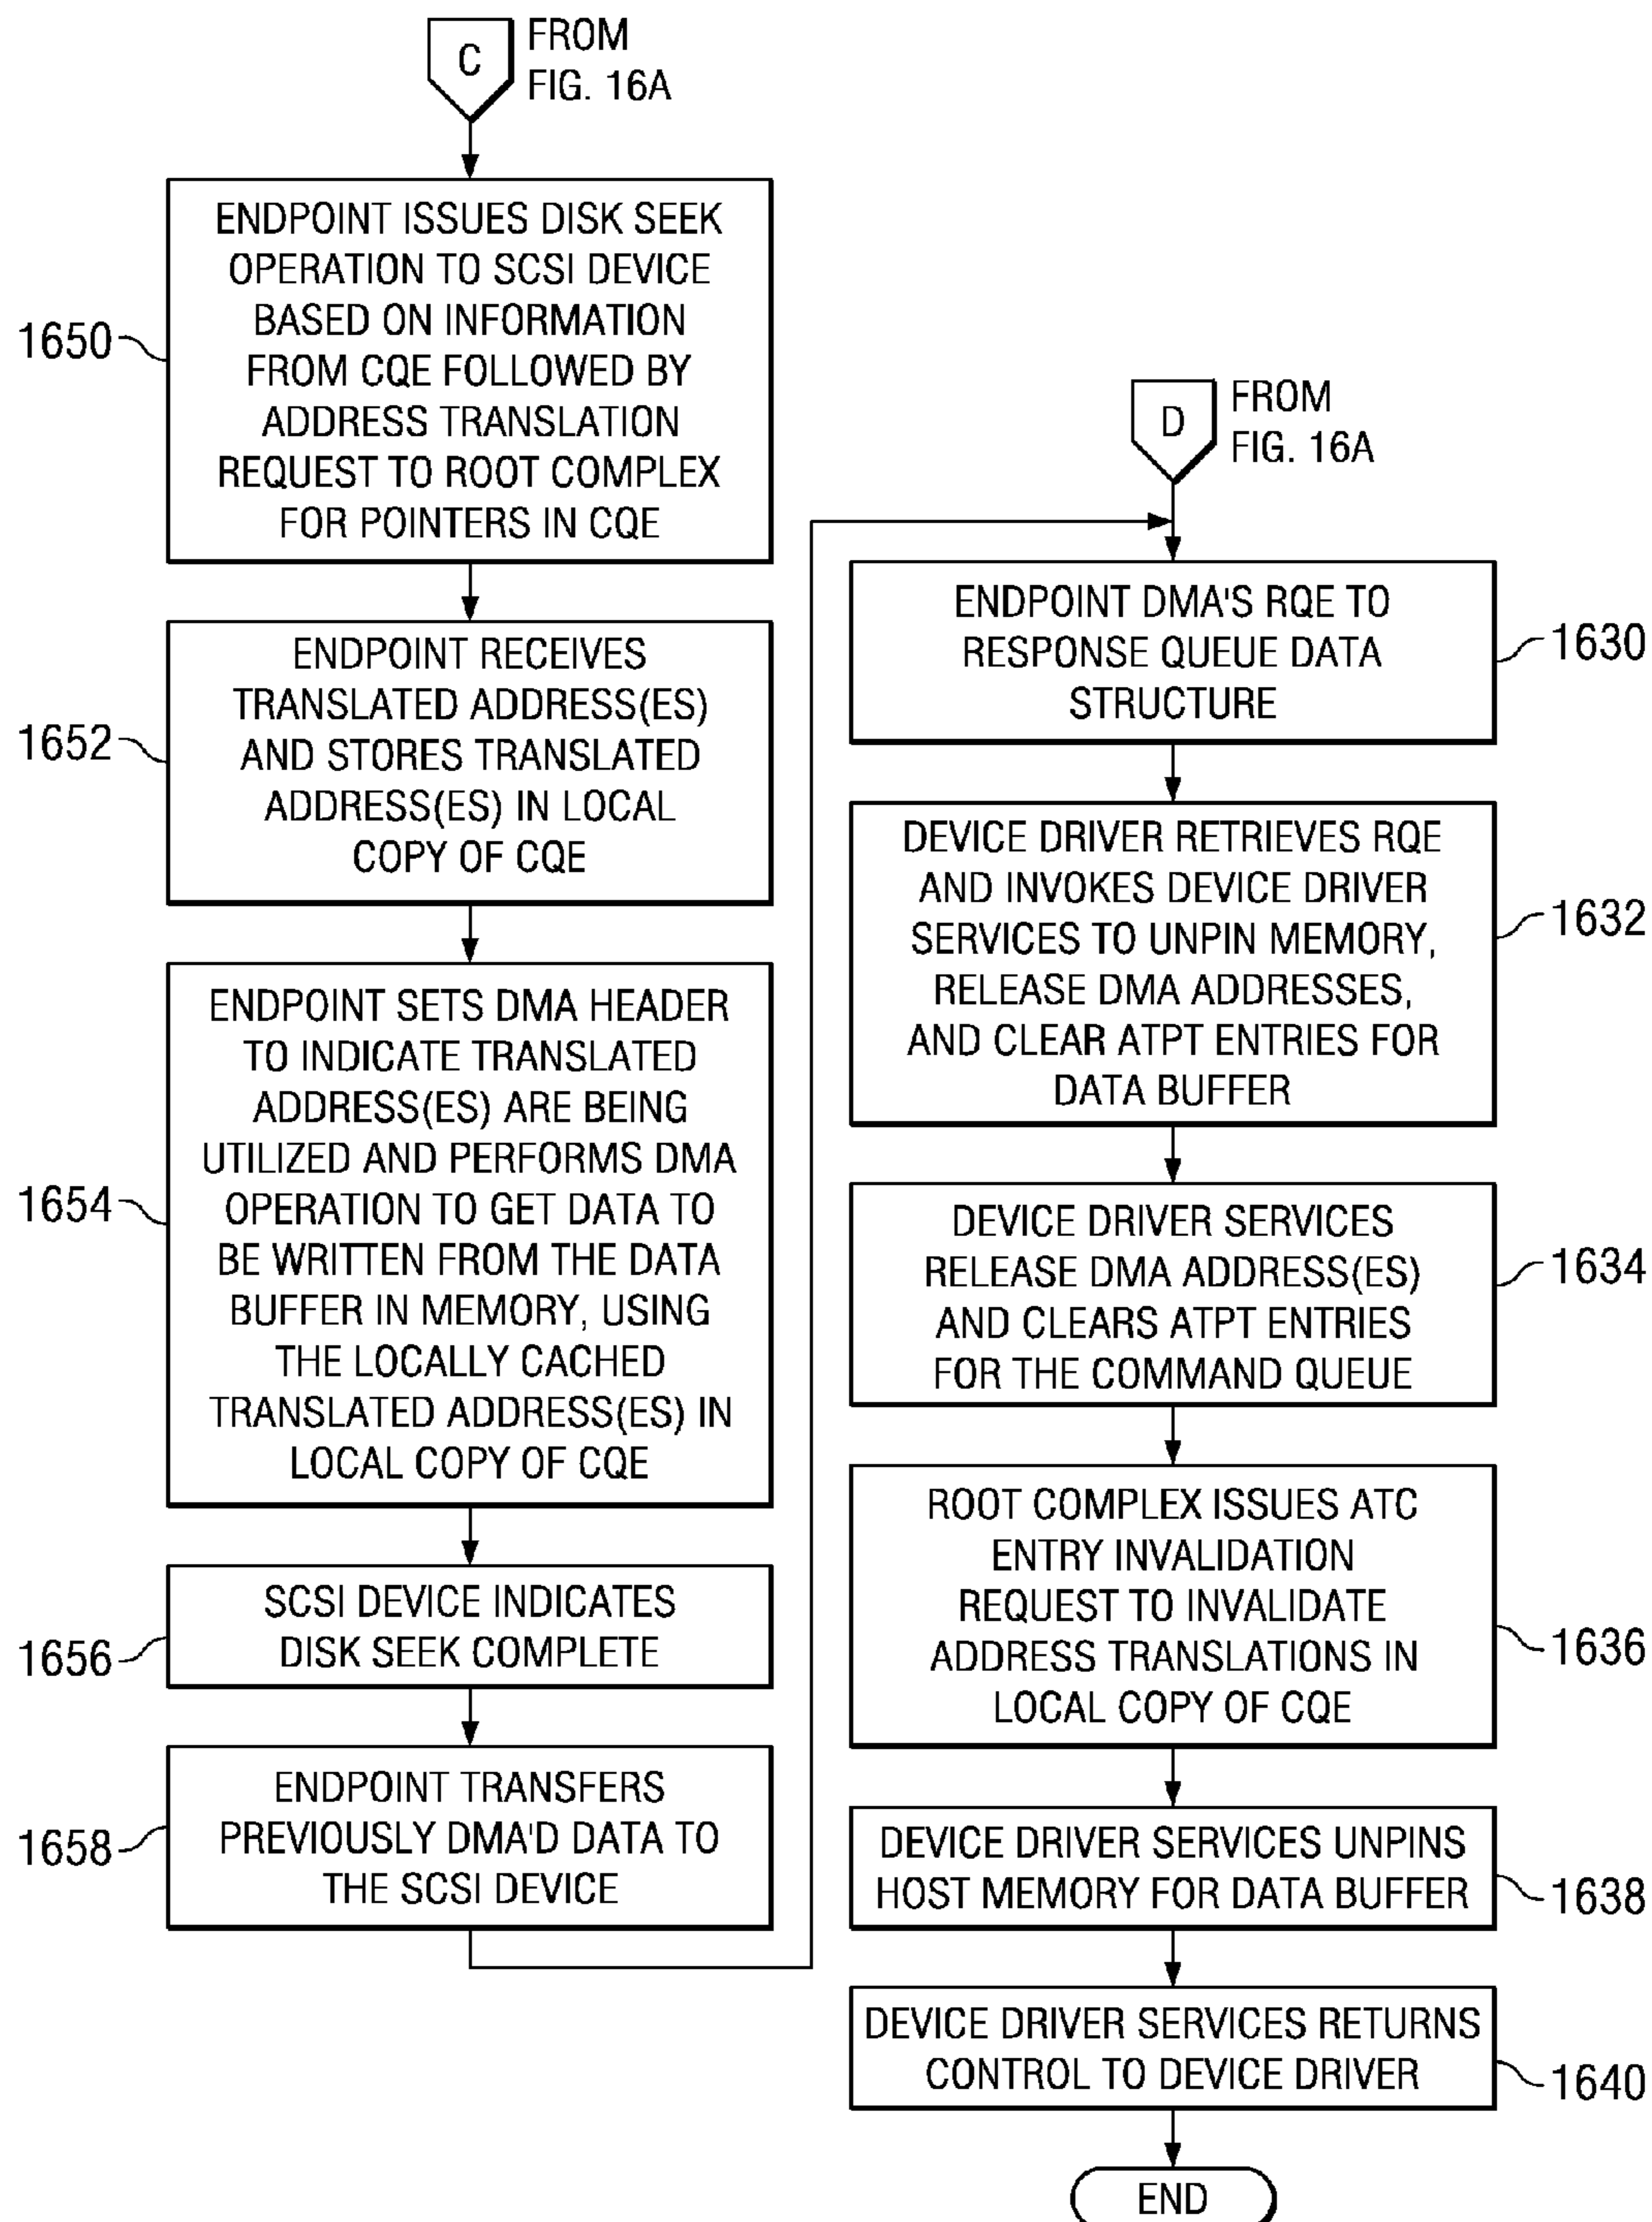 C
FROM
FIG. 16A
ENDPOINT ISSUES DISK SEEK
OPERATION TO SCSI DEVICE
BASED ON INFORMATION
FROM CQE FOLLOWED BY
ADDRESS TRANSLATION
REQUEST TO ROOT COMPLEX
FOR POINTERS IN CQE
1650
ENDPOINT RECEIVES
TRANSLATED ADDRESS(ES)
AND STORES TRANSLATED
ADDRESS(ES) IN LOCAL
COPY OF CQE
1652
ENDPOINT SETS DMA HEADER
TO INDICATE TRANSLATED
ADDRESS(ES) ARE BEING
UTILIZED AND PERFORMS DMA
OPERATION TO GET DATA TO
BE WRITTEN FROM THE DATA
BUFFER IN MEMORY, USING
THE LOCALLY CACHED
TRANSLATED ADDRESS(ES) IN
LOCAL COPY OF CQE
1654
SCSI DEVICE INDICATES
DISK SEEK COMPLETE
1656
ENDPOINT TRANSFERS
PREVIOUSLY DMA'D DATA TO
THE SCSI DEVICE
1658
D
FROM
FIG. 16A
ENDPOINT DMA'S RQE TO
RESPONSE QUEUE DATA
STRUCTURE
1630
DEVICE DRIVER RETRIEVES RQE
AND INVOKES DEVICE DRIVER
SERVICES TO UNPIN MEMORY,
RELEASE DMA ADDRESSES,
AND CLEAR ATPT ENTRIES FOR
DATA BUFFER
1632
DEVICE DRIVER SERVICES
RELEASE DMA ADDRESS(ES)
AND CLEARS ATPT ENTRIES
FOR THE COMMAND QUEUE
1634
ROOT COMPLEX ISSUES ATC
ENTRY INVALIDATION
REQUEST TO INVALIDATE
ADDRESS TRANSLATIONS IN
LOCAL COPY OF CQE
1636
DEVICE DRIVER SERVICES UNPINS
HOST MEMORY FOR DATA BUFFER
1638
DEVICE DRIVER SERVICES RETURNS
CONTROL TO DEVICE DRIVER
1640
END